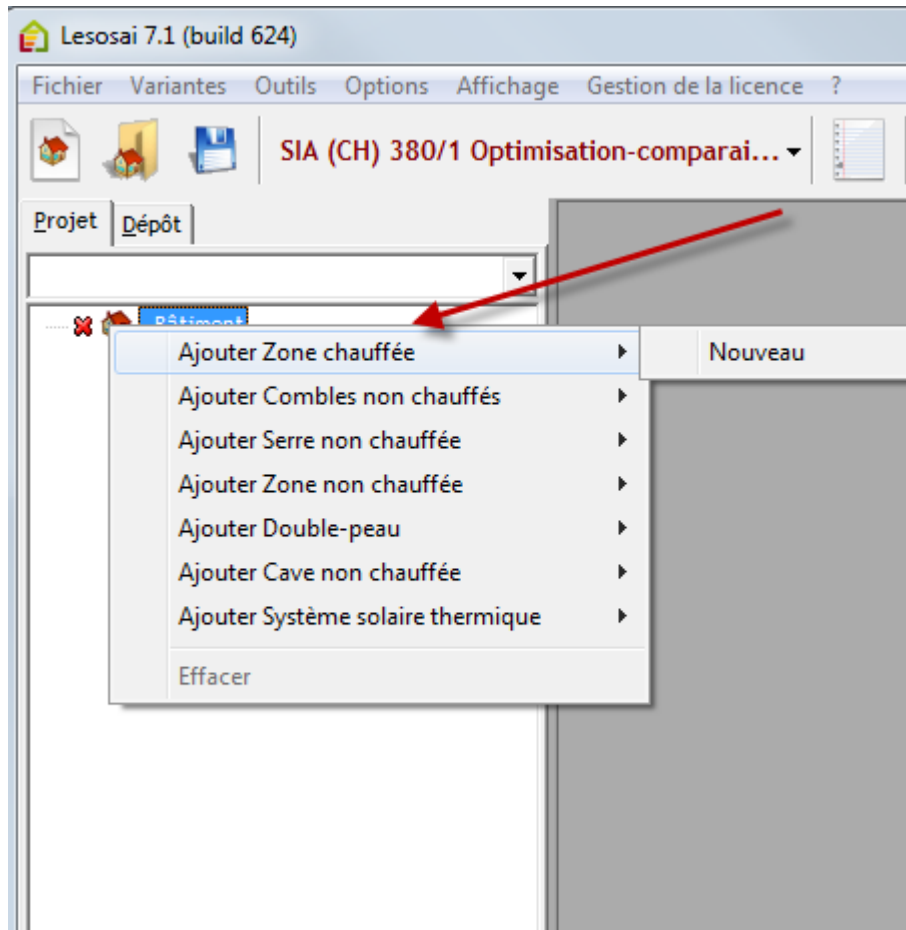 Lesosai 7.1 (build 624)
Fichier Variantes Outils Options Affichage Gestion de la licence ?
SIA (CH) 380/1 Optimisation-comparai...
Projet Dépôt
Bâtiment
Ajouter Zone chauffée Nouveau
Ajouter Combles non chauffés
Ajouter Serre non chauffée
Ajouter Zone non chauffée
Ajouter Double-peau
Ajouter Cave non chauffée
Ajouter Système solaire thermique
Effacer